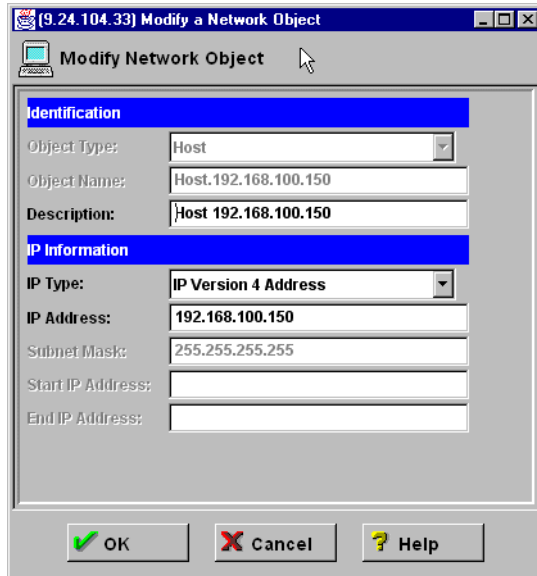 (9.24.104.33) Modify a Network Object
Modify Network Object
Identification
Object Type: Host
Object Name: Host.192.168.100.150
Description: Host 192.168.100.150
IP Information
IP Type: IP Version 4 Address
IP Address: 192.168.100.150
Subnet Mask: 255.255.255.255
Start IP Address:
End IP Address:
OK Cancel Help